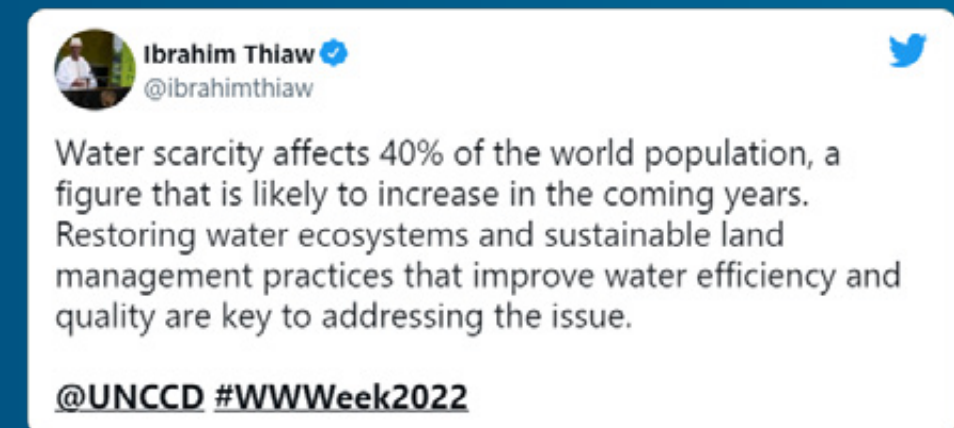 Ibrahim Thiaw
@ibrahimthiaw
Water scarcity affects 40% of the world population, a
figure that is likely to increase in the coming years.
Restoring water ecosystems and sustainable land
management practices that improve water efficiency and
quality are key to addressing the issue.
@UNCCD #WWWeek2022